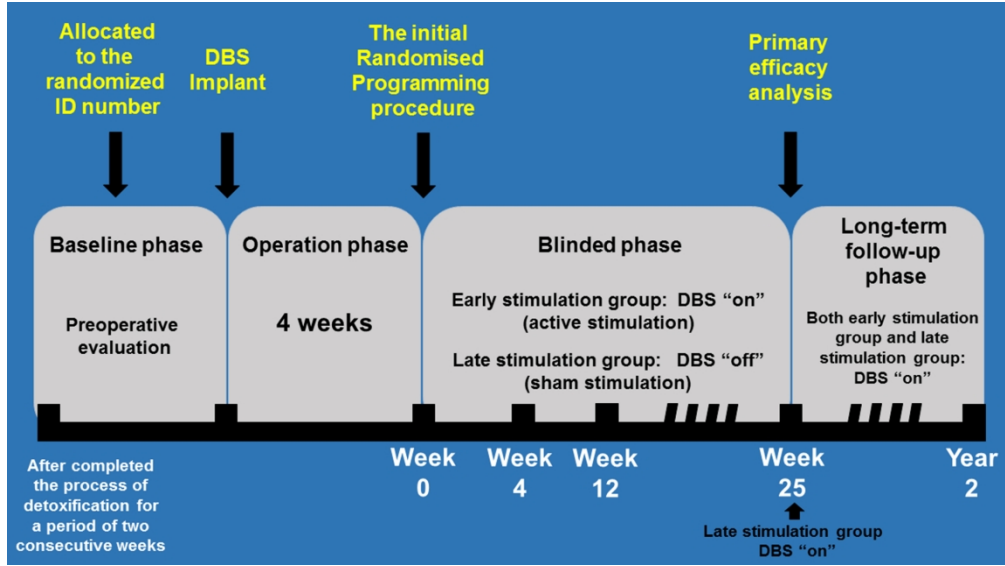 Allocated
to the
randomized
ID number
DBS
Implant
The initial
Randomised
Programming
procedure
Primary
efficacy
analysis
Baseline phase
Preoperative
evaluation
Operation phase
4 weeks
Blinded phase
Early stimulation group: DBS “on”
(active stimulation)
Late stimulation group: DBS “off”
(sham stimulation)
Long-term
follow-up
phase
Both early stimulation
group and late
stimulation group:
DBS “on”
After completed
the process of
detoxification for
a period of two
consecutive weeks
Week
0
Week
4
Week
12
Week
25
Late stimulation group
DBS “on”
Year
2